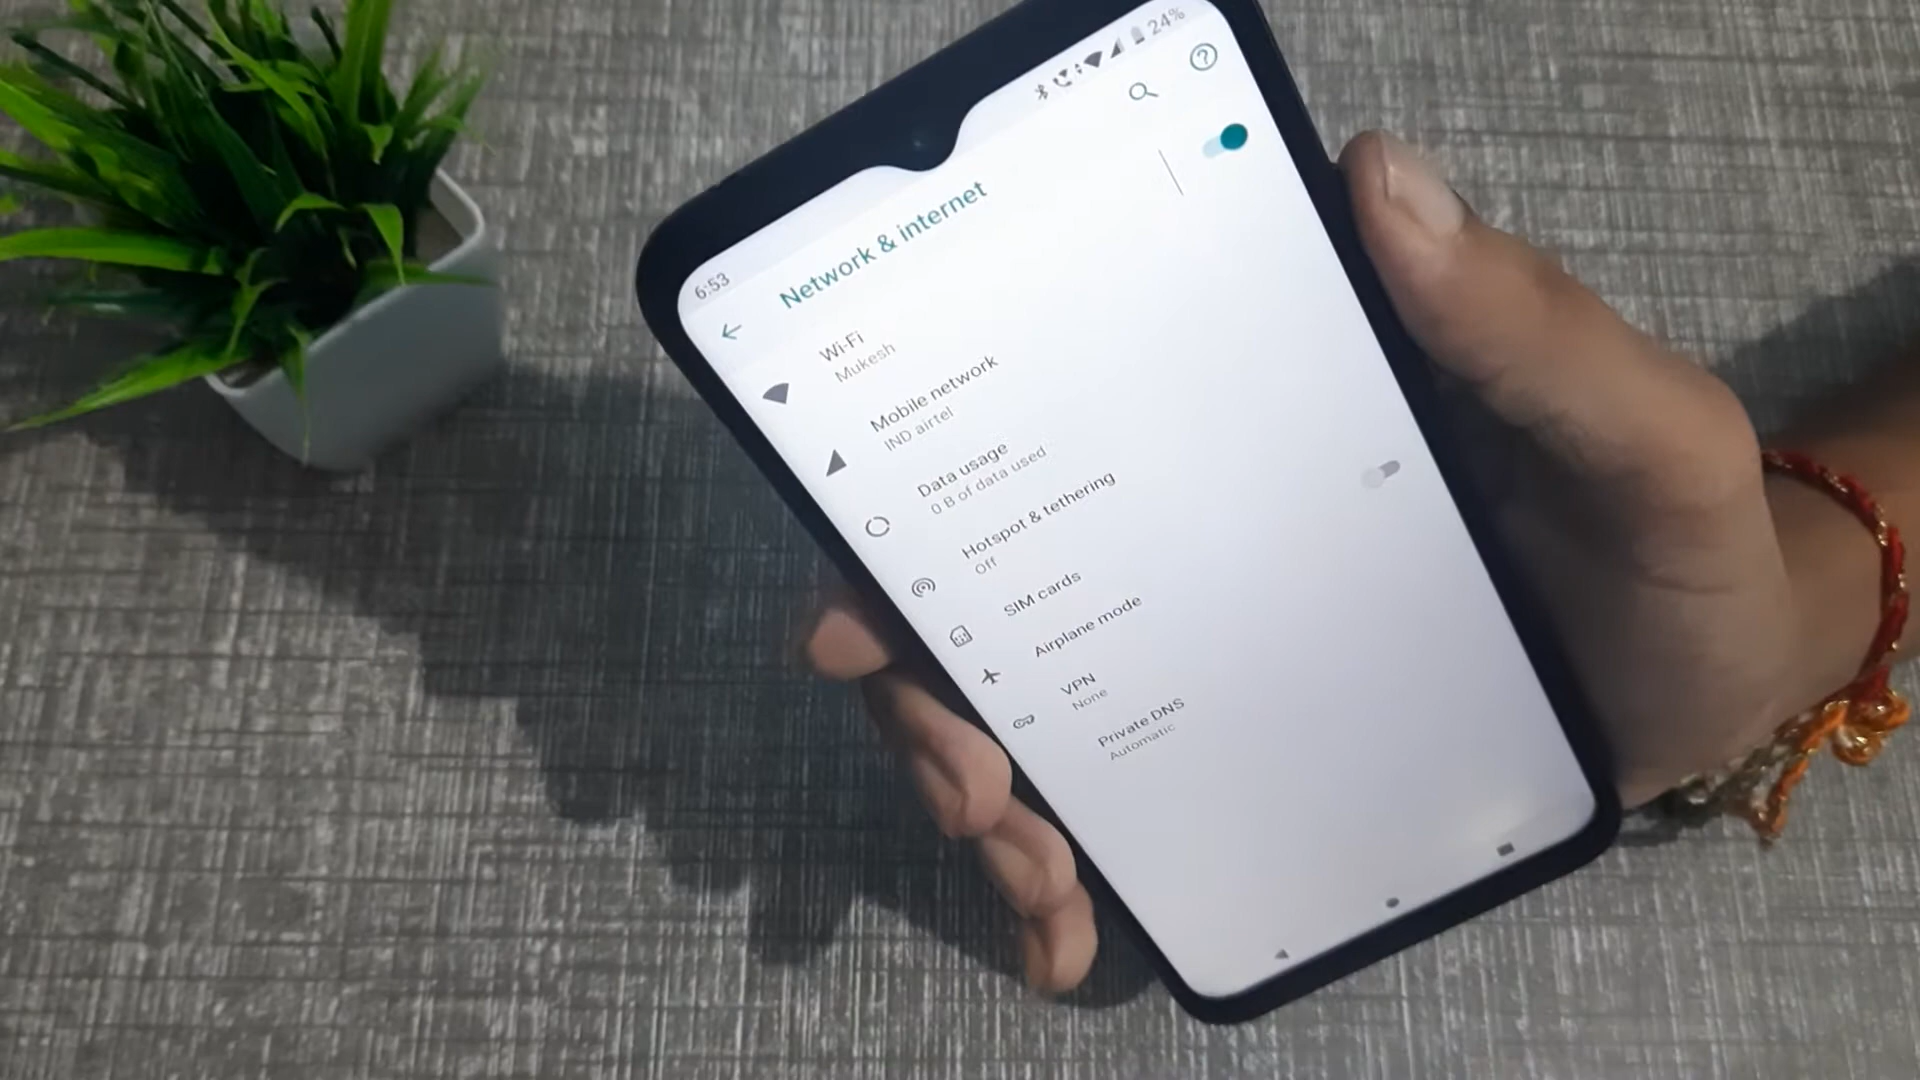 6:53
24%
Network & internet
Wi-Fi
Mukesh
Mobile network
IND airtel
Data usage
0 B of data used
Hotspot & tethering
Off
SIM cards
Airplane mode
VPN
None
Private DNS
Automatic